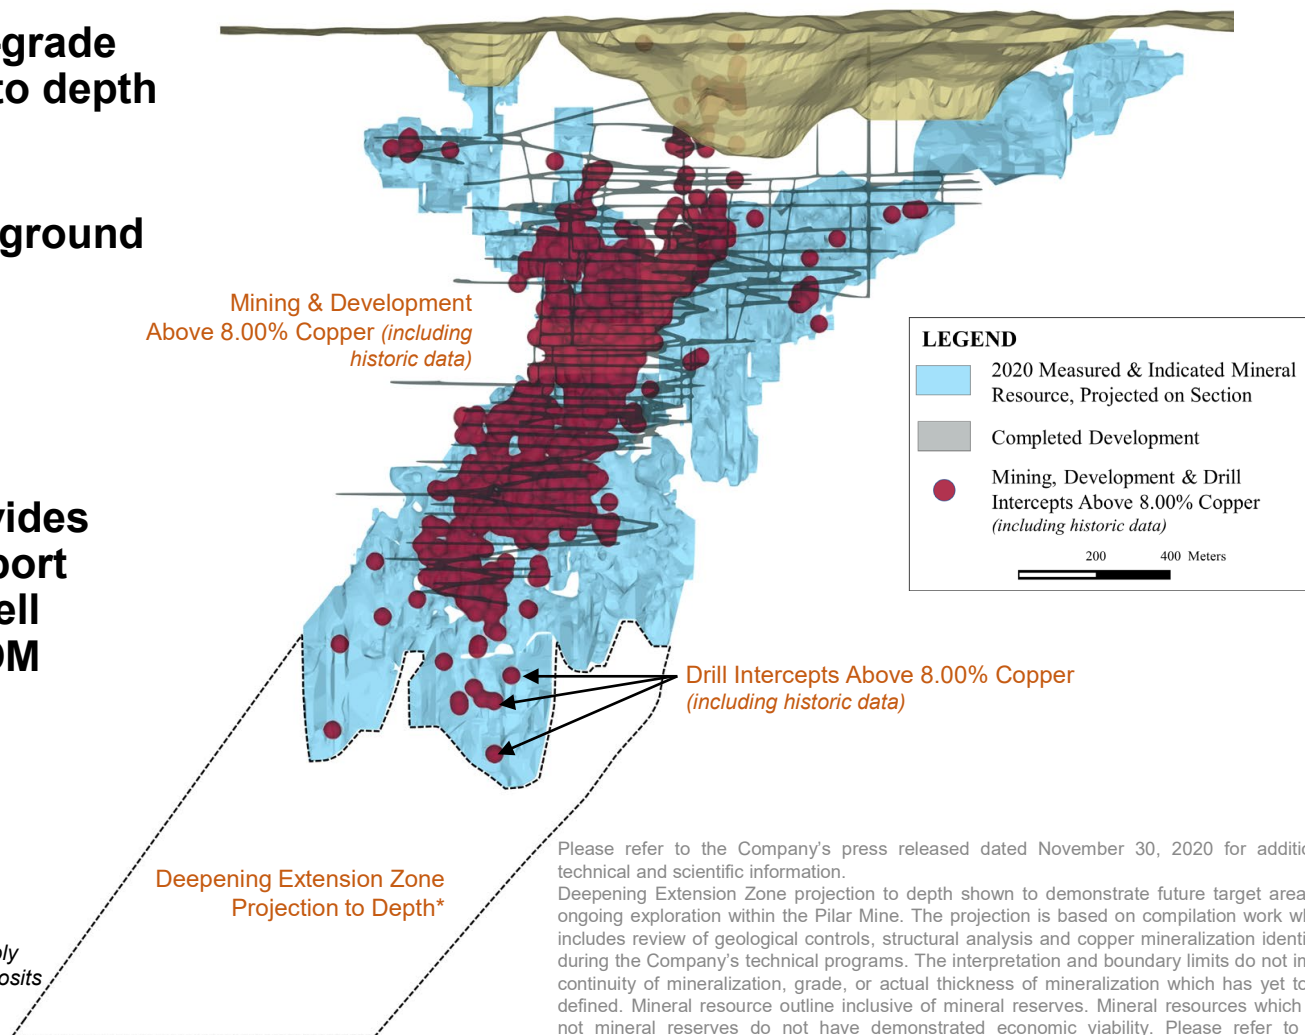 grade
to depth
ground
Mining & Development
Above 8.00% Copper (including
historic data)
LEGEND
2020 Measured & Indicated Mineral
Resource, Projected on Section
Completed Development
Mining, Development & Drill
Intercepts Above 8.00% Copper
(including historic data)
200 400 Meters
Drill Intercepts Above 8.00% Copper
(including historic data)
Deepening Extension Zone
Projection to Depth*
Please refer to the Company's press released dated November 30, 2020 for
technical and scientific information.
Deepening Extension Zone projection to depth shown to demonstrate future target area
ongoing exploration within the Pilar Mine. The projection is based on compilation work
includes review of geological controls, structural analysis and copper mineralization
during the Company's technical programs. The interpretation and boundary limits do not
continuity of mineralization, grade, or actual thickness of mineralization which has yet to
defined. Mineral resource outline inclusive of mineral reserves. Mineral resources which
not mineral reserves do not have demonstrated economic viability. Please refer to